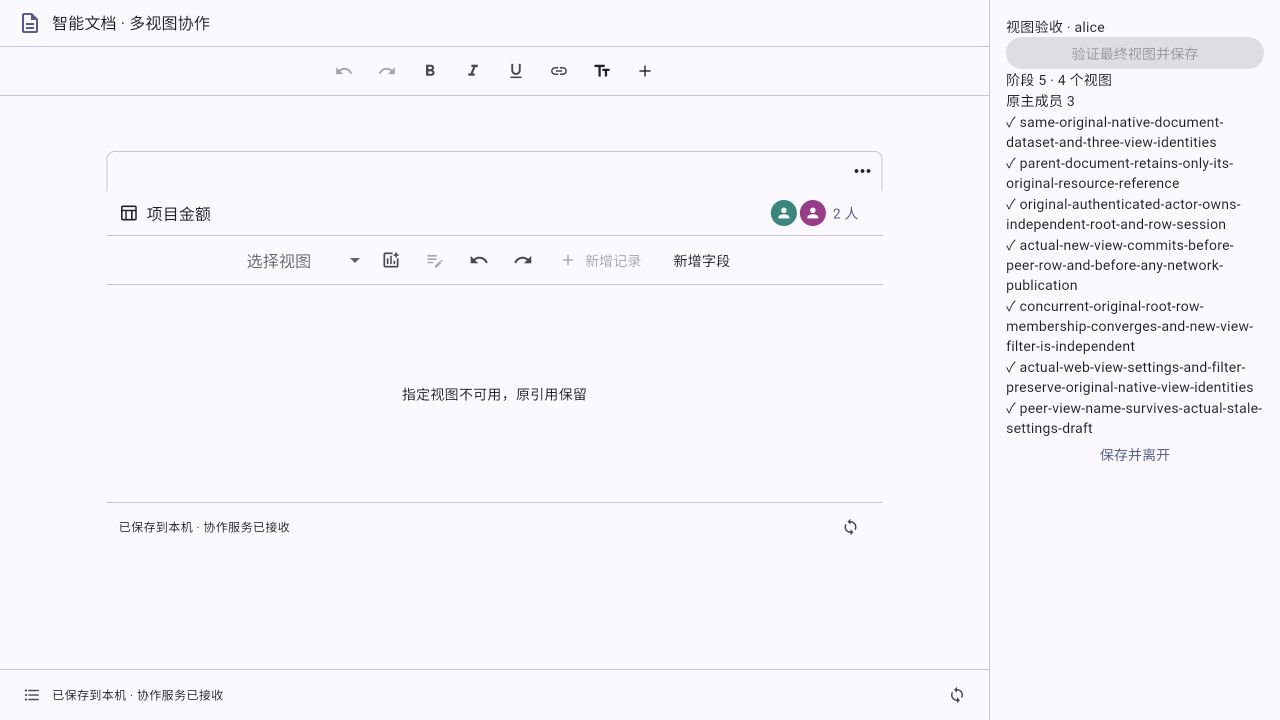 智能文档 · 多视图协作
项目金额
2 人
选择视图
新增记录
新增字段
指定视图不可用，原引用保留
已保存到本机 · 协作服务已接收
已保存到本机 · 协作服务已接收
视图验收 · alice
验证最终视图并保存
阶段 5 · 4 个视图
原主成员 3
✓ same-original-native-document-
dataset-and-three-view-identities
✓ parent-document-retains-only-its-
original-resource-reference
✓ original-authenticated-actor-owns-
independent-root-and-row-session
✓ actual-new-view-commits-before-
peer-row-and-before-any-network-
publication
✓ concurrent-original-root-row-
membership-converges-and-new-view-
filter-is-independent
✓ actual-web-view-settings-and-filter-
preserve-original-native-view-identities
✓ peer-view-name-survives-actual-stale-
settings-draft
保存并离开